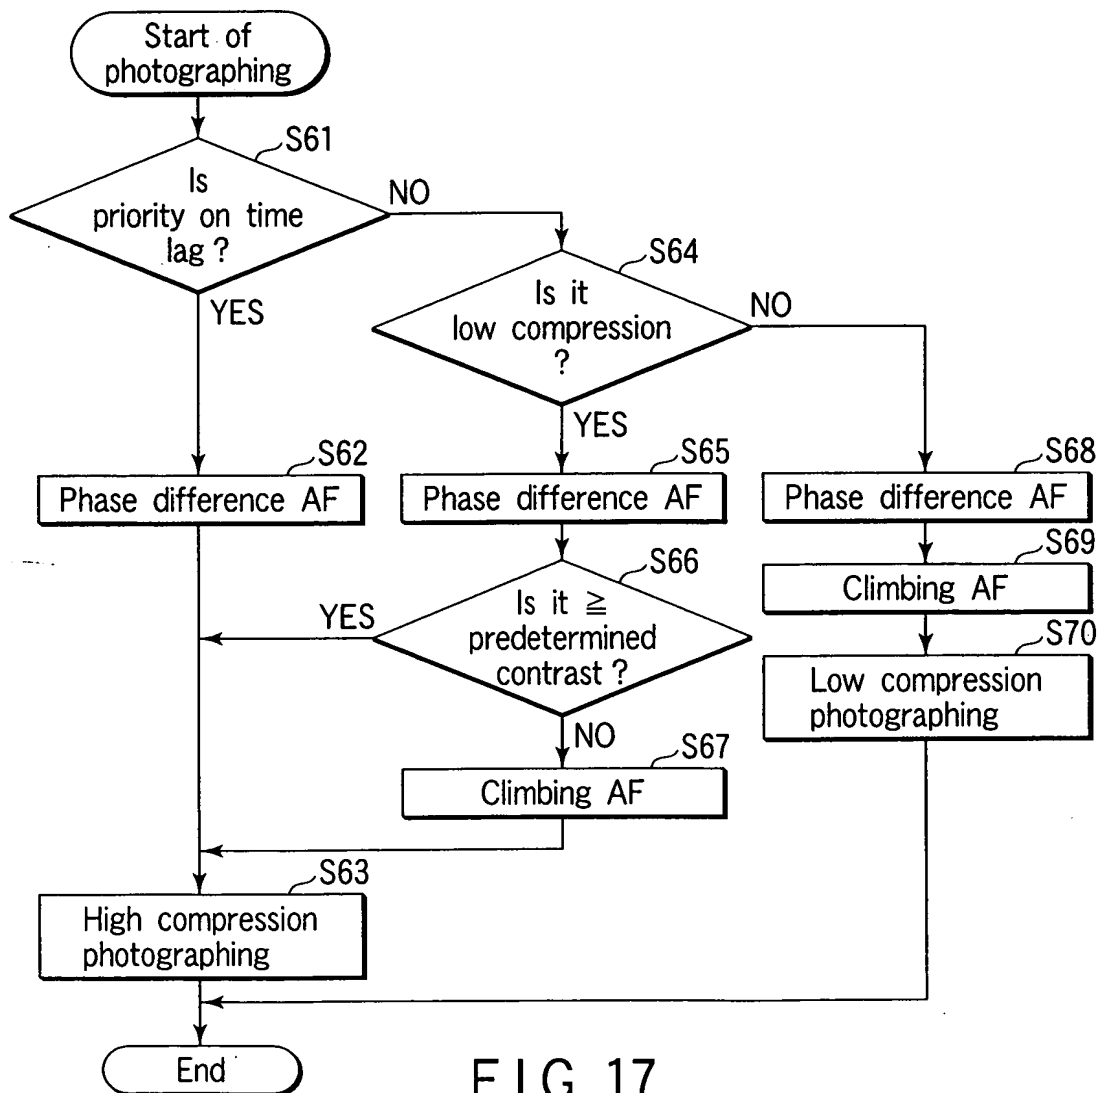 Start of
photographing
S61
Is
priority on time
lag ?
NO
YES
S64
Is it
low compression
?
NO
YES
S62
Phase difference AF
S65
Phase difference AF
S68
Phase difference AF
S66
Is it ≧
predetermined
contrast ?
YES
NO
S69
Climbing AF
S70
Low compression
photographing
S67
Climbing AF
S63
High compression
photographing
End
FIG. 17